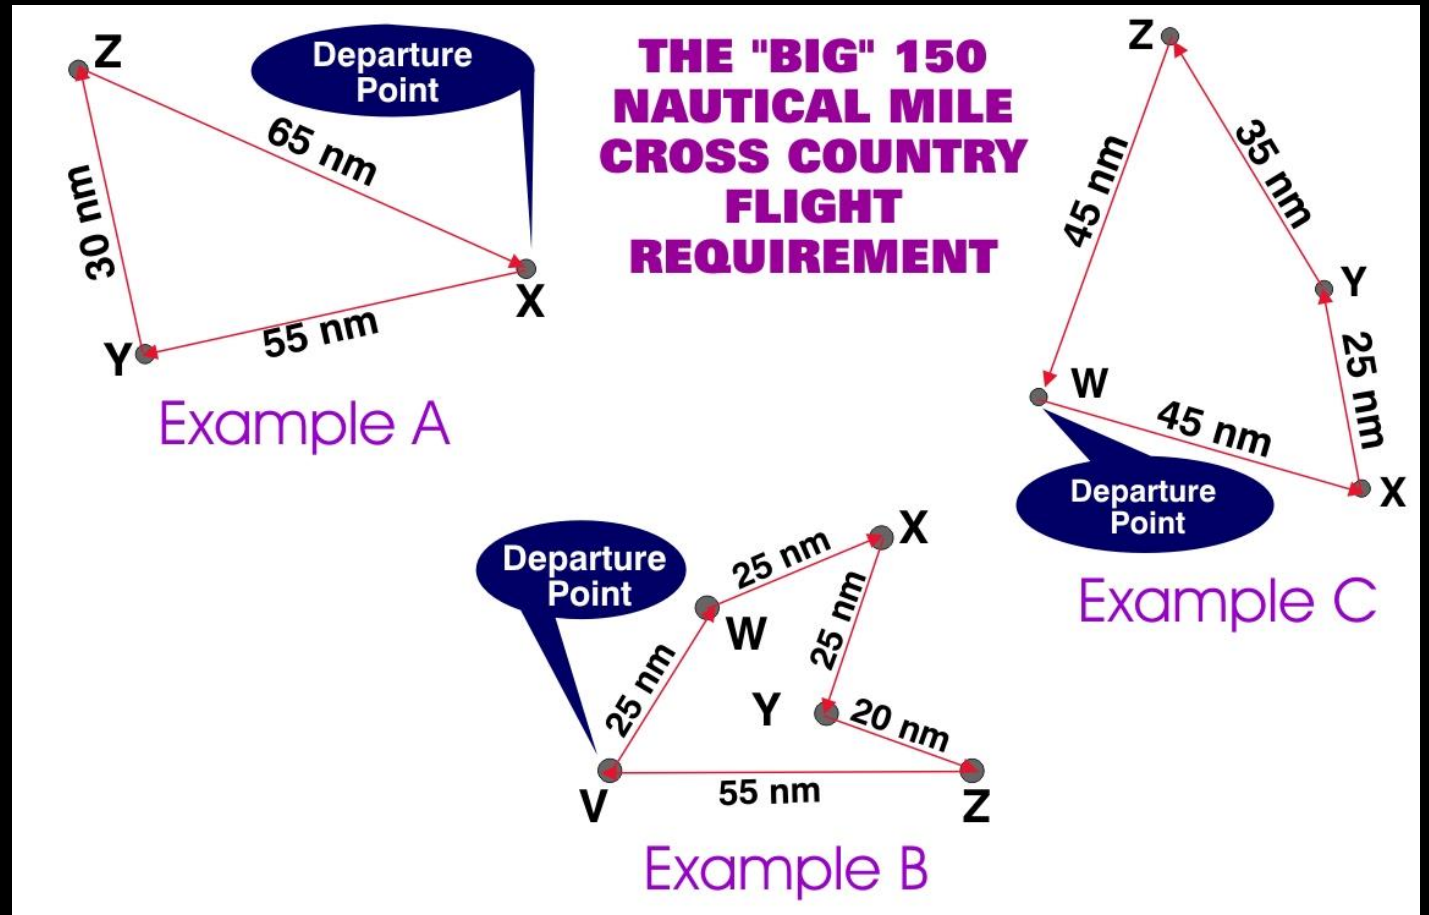 THE "BIG" 150
NAUTICAL MILE
CROSS COUNTRY
FLIGHT
REQUIREMENT
Z
Departure
Point
65 nm
30 nm
X
55 nm
Y
Example A
Z
35 nm
45 nm
Y
25 nm
W
45 nm
X
Departure
Point
Example C
X
25 nm
Departure
Point
W
25 nm
25 nm
Y
20 nm
V
55 nm
Z
Example B